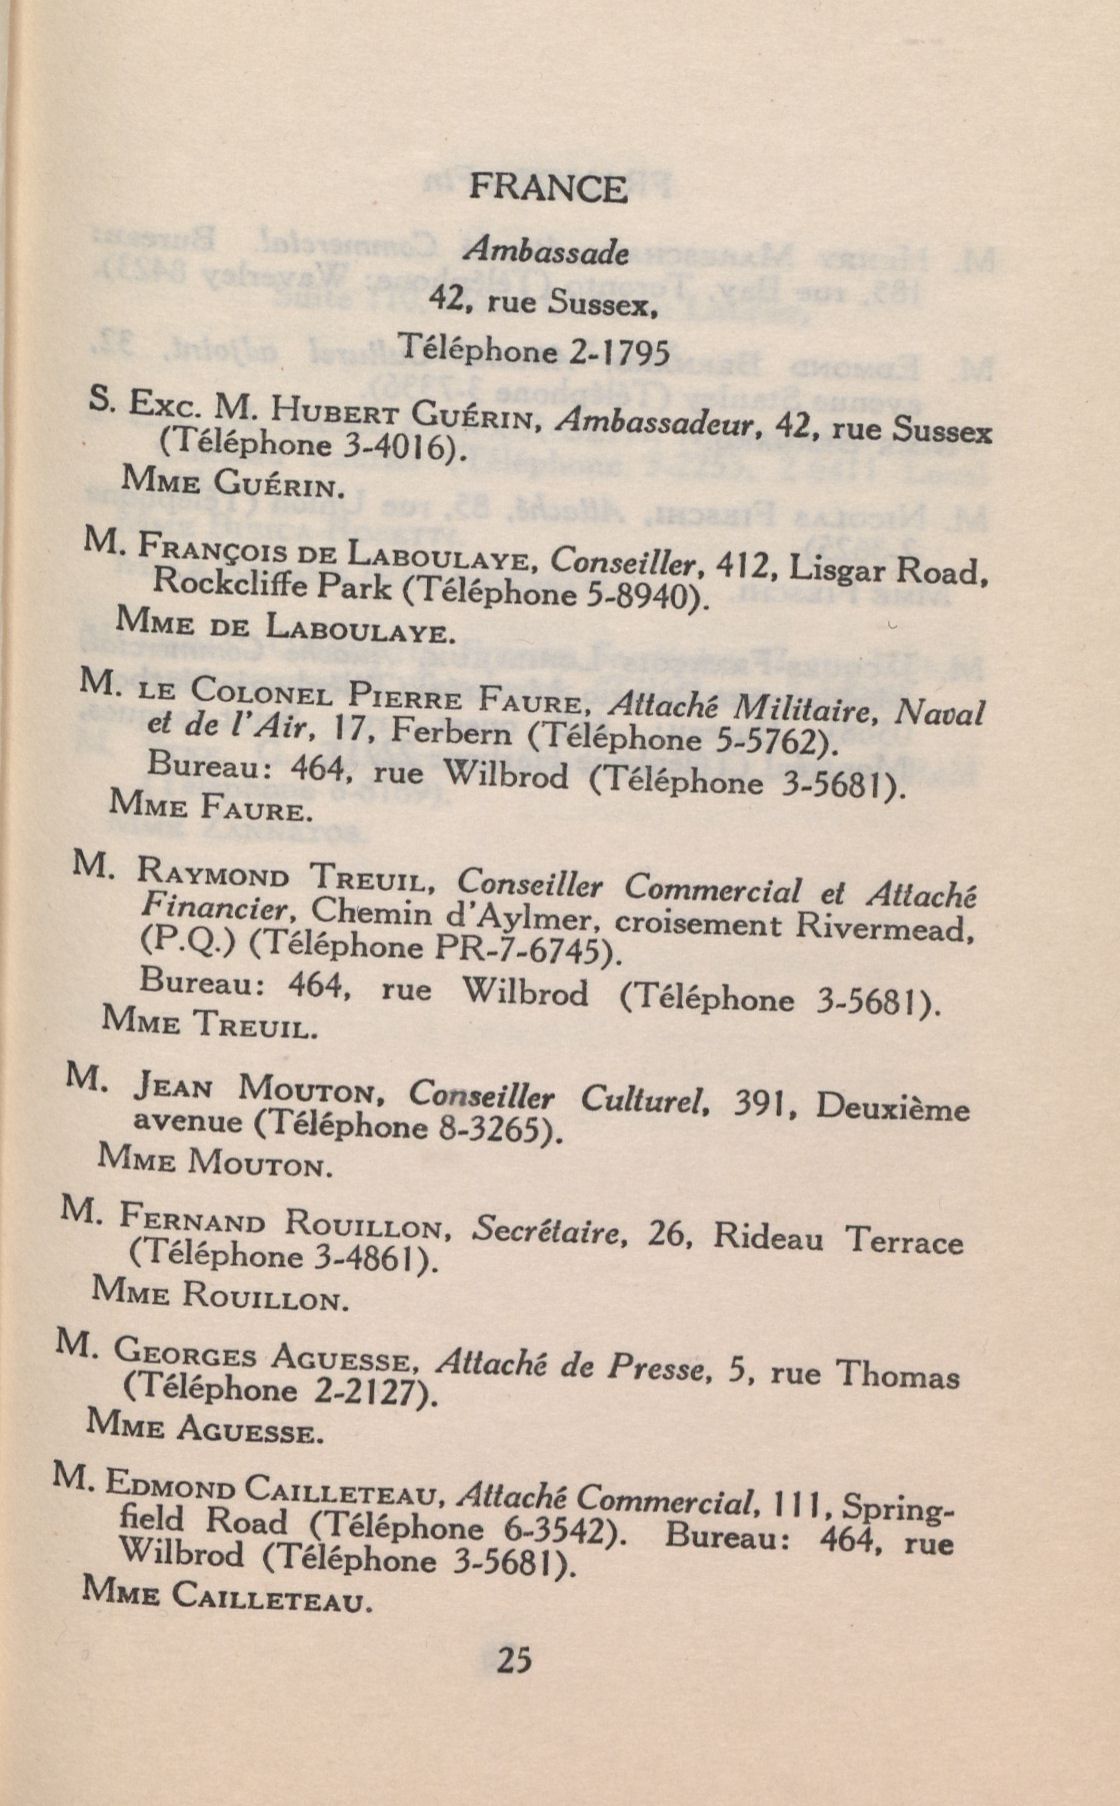 FRANCE
Ambassade
42, rue Sussex,
Téléphone 2-1795
S. Exc. M. Hubert Guérin, Ambassadeur, 42, rue Sussex
(Téléphone 3-4016).
Mme Guérin.
M. François de Laboulaye, Conseiller, 412, Lisgar Road,
Rockcliffe Park (Téléphone 5-8940).
Mme de Laboulaye.
M. le Colonel Pierre Faure, Attaché Militaire, Naval
et de l'Air, 17, Ferbern (Téléphone 5-5762).
Bureau: 464, rue Wilbrod (Téléphone 3-5681).
Mme Faure.
M. Raymond Treuil, Conseiller Commercial et Attaché
Financier, Chemin d'Aylmer, croisement Rivermead,
(P.Q.) (Téléphone PR-7-6745).
Bureau: 464, rue Wilbrod (Téléphone 3-5681).
Mme Treuil.
M. Jean Mouton, Conseiller Culturel, 391, Deuxième
avenue (Téléphone 8-3265).
Mme Mouton.
M. Fernand Rouillon, Secrétaire, 26, Rideau Terrace
(Téléphone 3-4861).
Mme Rouillon.
M. Georges Aguesse, Attaché de Presse, 5, rue Thomas
(Téléphone 2-2127).
Mme Aguesse.
M. Edmond Cailleteau, Attaché Commercial, 111, Spring-
field Road (Téléphone 6-3542). Bureau: 464, rue
Wilbrod (Téléphone 3-5681).
Mme Cailleteau.
25